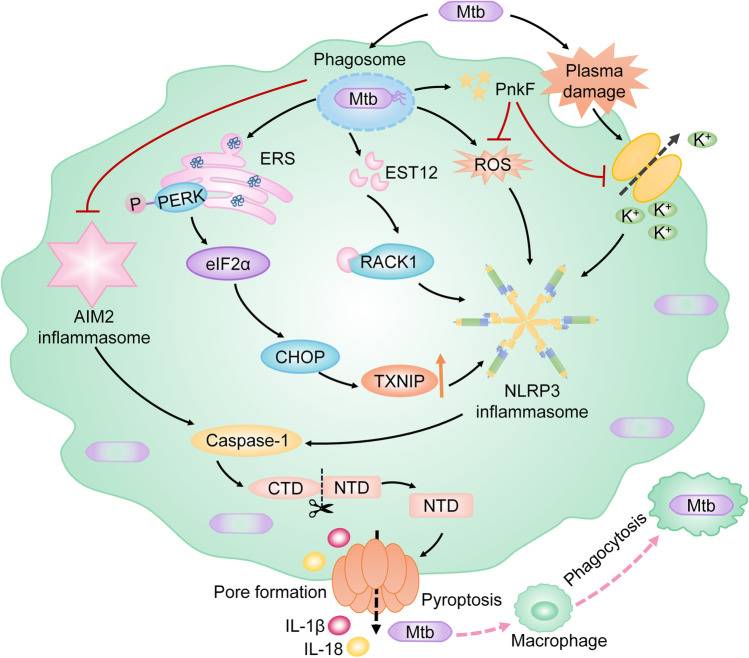 Mtb
Phagosome
Plasma
damage
Mtb
PnkF
K⁺
ERS
EST12
ROS
P
PERK
K⁺
K⁺
K⁺
eIF2α
RACK1
AIM2
inflammasome
CHOP
TXNIP
NLRP3
inflammasome
Caspase-1
CTD
NTD
NTD
Mtb
Phagocytosis
Pore formation
Pyroptosis
IL-1β
Mtb
Macrophage
IL-18